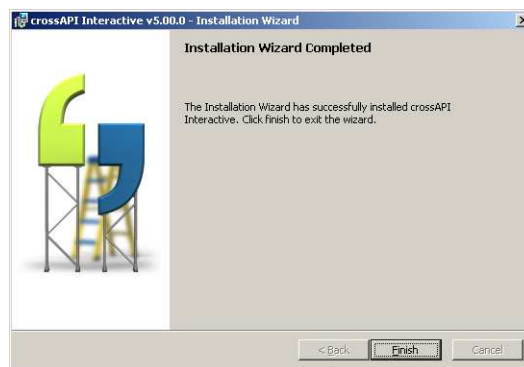 crossAPI Interactive v5.00.0 - Installation Wizard
Installation Wizard Completed
The Installation Wizard has successfully installed crossAPI
Interactive. Click finish to exit the wizard.
< Back
Finish
Cancel